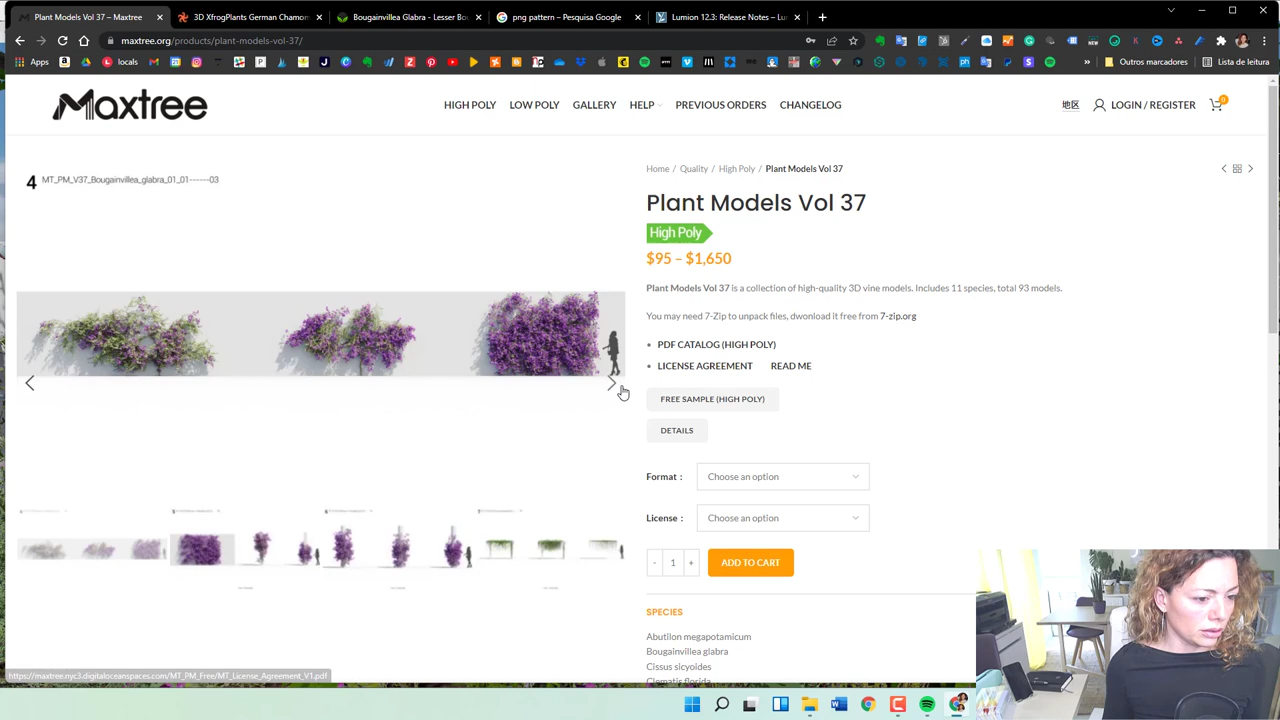 Plant Models Vol 37 – Maxtree
3D XfrogPlants German Chamom
Bougainvillea Glabra - Lesser Bo
png pattern – Pesquisa Google
Lumion 12.3: Release Notes – Lu
maxtree.org/products/plant-models-vol-37/
Apps
locals
Outros marcadores
Lista de leitura
Maxtree
HIGH POLY
LOW POLY
GALLERY
HELP
PREVIOUS ORDERS
CHANGELOG
地区
LOGIN / REGISTER
0
4 MT_PM_V37_Bougainvillea_glabra_01_01------03
Home / Quality / High Poly / Plant Models Vol 37
Plant Models Vol 37
High Poly
$95 – $1,650
Plant Models Vol 37 is a collection of high-quality 3D vine models. Includes 11 species, total 93 models.
You may need 7-Zip to unpack files, dwonload it free from 7-zip.org
PDF CATALOG (HIGH POLY)
LICENSE AGREEMENT READ ME
FREE SAMPLE (HIGH POLY)
DETAILS
Format : Choose an option
License : Choose an option
- 1 + ADD TO CART
SPECIES
Abutilon megapotamicum
Bougainvillea glabra
Cissus sicyoides
Clematis florida
https://maxtree.nyc3.digitaloceanspaces.com/MT_PM_Free/MT_License_Agreement_V1.pdf